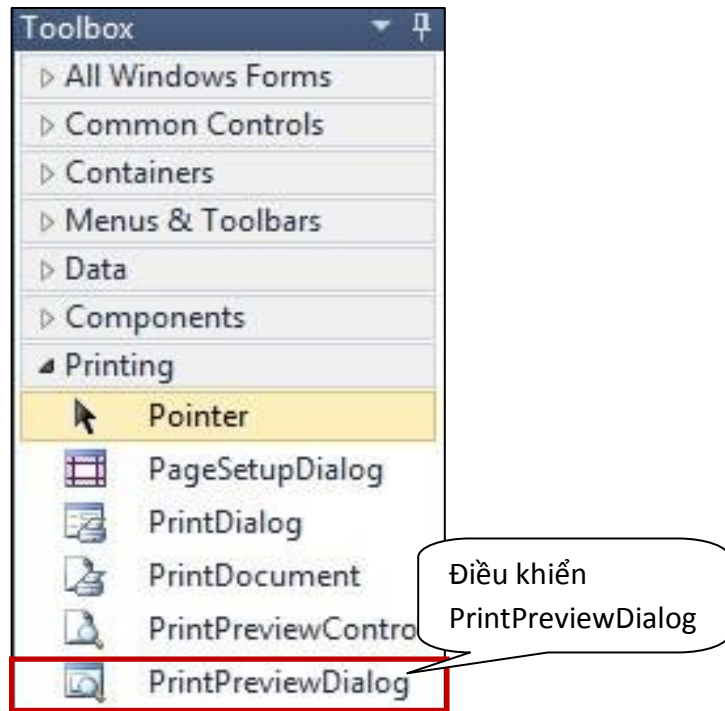 Toolbox
All Windows Forms
Common Controls
Containers
Menus & Toolbars
Data
Components
Printing
Pointer
PageSetupDialog
PrintDialog
PrintDocument
PrintPreviewContro
PrintPreviewDialog
Điều khiển
PrintPreviewDialog